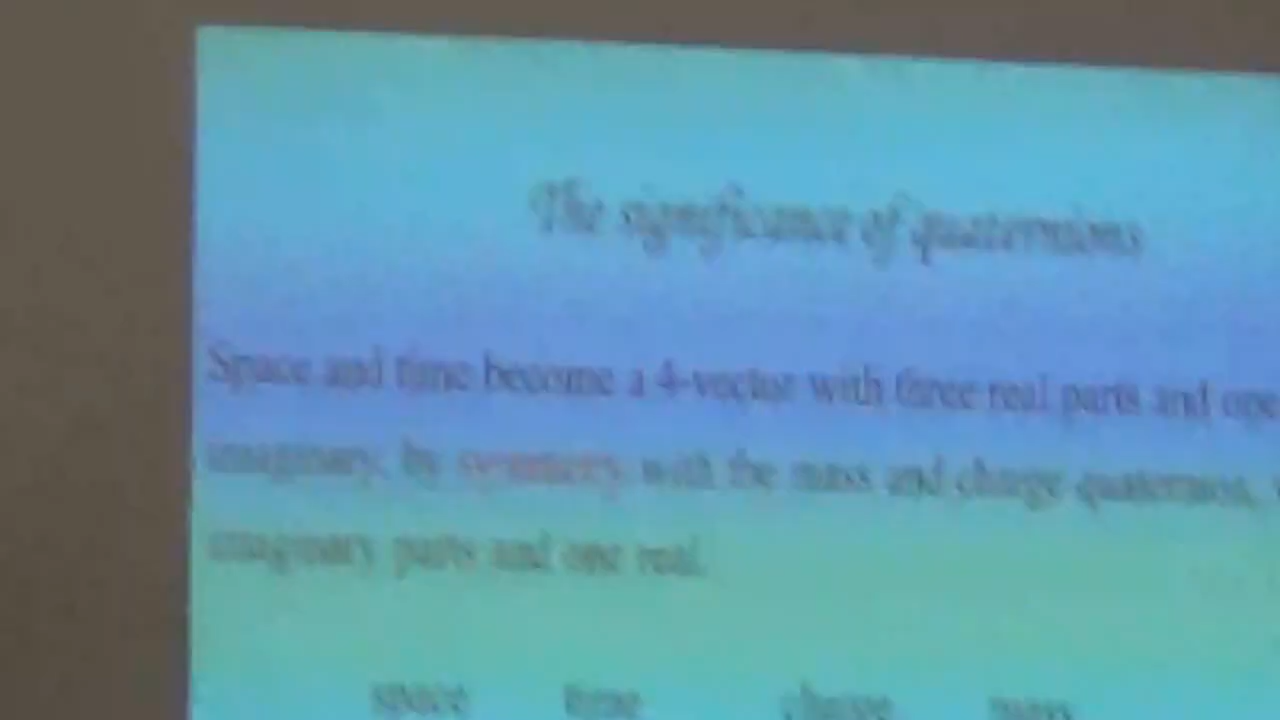 The significance of quaternions
Space and time become a 4-vector with three real parts and one
imaginary, by symmetry with the mass and charge quaternion,
imaginary parts and one real.
space time charge mass